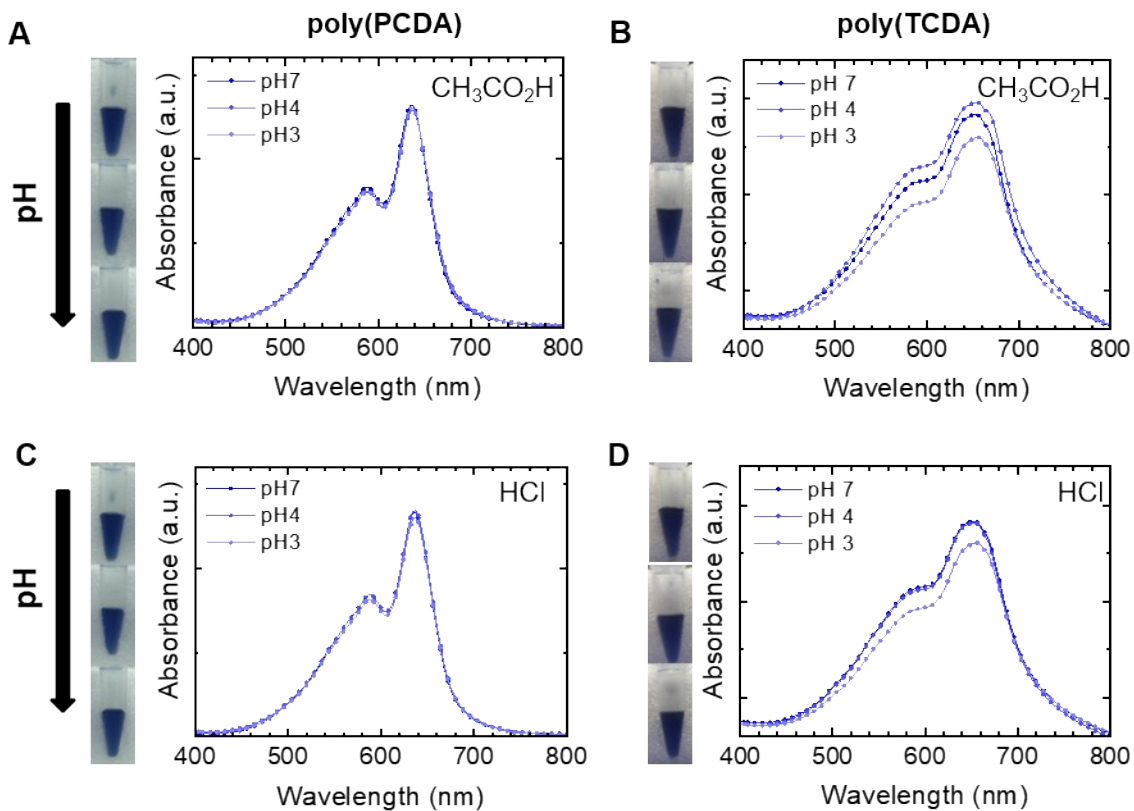 poly(PCDA)
poly(TCDA)
A
pH
pH7
pH4
pH3
CH₃CO₂H
Absorbance (a.u.)
400 500 600 700 800
Wavelength (nm)
B
pH 7
pH 4
pH 3
CH₃CO₂H
Absorbance (a.u.)
400 500 600 700 800
Wavelength (nm)
C
pH
pH7
pH4
pH3
HCl
Absorbance (a.u.)
400 500 600 700 800
Wavelength (nm)
D
pH 7
pH 4
pH 3
HCl
Absorbance (a.u.)
400 500 600 700 800
Wavelength (nm)